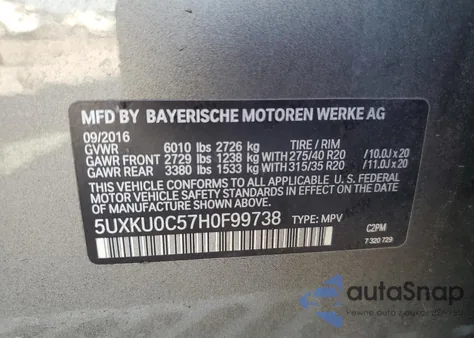 MFD BY BAYERISCHE MOTOREN WERKE AG
09/2016
GVWR 6010 lbs 2726 kg TIRE / RIM
GAWR FRONT 2729 lbs 1238 kg WITH 275/40 R20 /10.0J x 20
GAWR REAR 3380 lbs 1533 kg WITH 315/35 R20 /11.0J x 20
THIS VEHICLE CONFORMS TO ALL APPLICABLE FEDERAL
MOTOR VEHICLE SAFETY STANDARDS IN EFFECT ON THE DATE
OF MANUFACTURE SHOWN ABOVE.
5UXKU0C57H0F99738 TYPE: MPV
C2PM
7 320 729
autoSnap